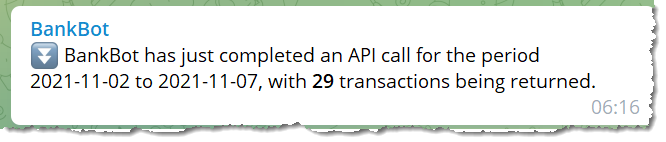 BankBot
⏬ BankBot has just completed an API call for the period
2021-11-02 to 2021-11-07, with 29 transactions being returned.
06:16